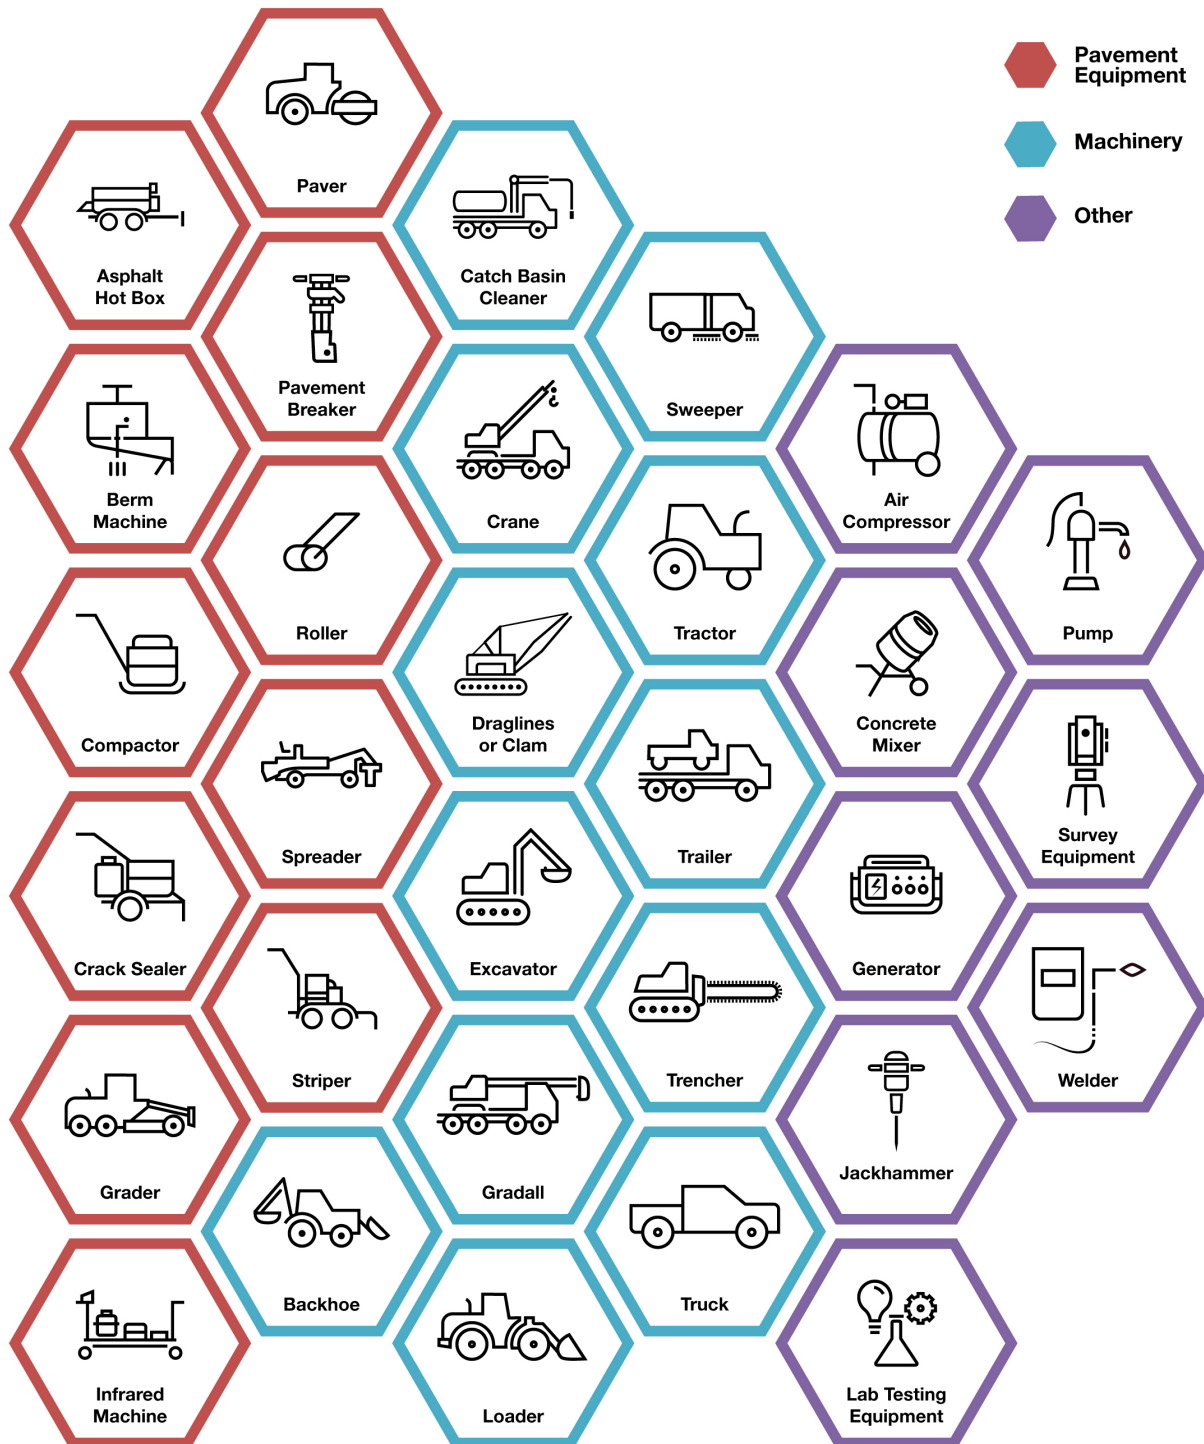 Pavement
Equipment
Machinery
Other
Paver
Asphalt
Hot Box
Catch Basin
Cleaner
Pavement
Breaker
Sweeper
Berm
Machine
Crane
Air
Compressor
Roller
Tractor
Pump
Compactor
Draglines
or Clam
Concrete
Mixer
Spreader
Trailer
Survey
Equipment
Crack Sealer
Excavator
Generator
Striper
Trencher
Welder
Grader
Gradall
Jackhammer
Backhoe
Truck
Infrared
Machine
Loader
Lab Testing
Equipment